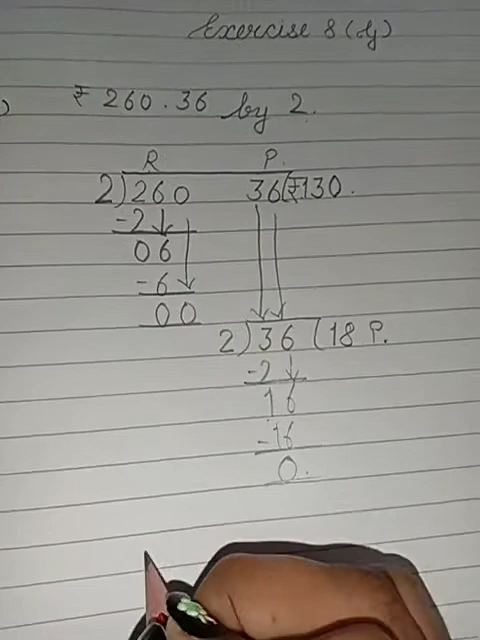 Exercise 8 (d)
) ₹ 260.36 by 2.
R P.
2)260 36(₹130.
-2
06
-6
00
2)36(18 P.
-2
16
-16
0.